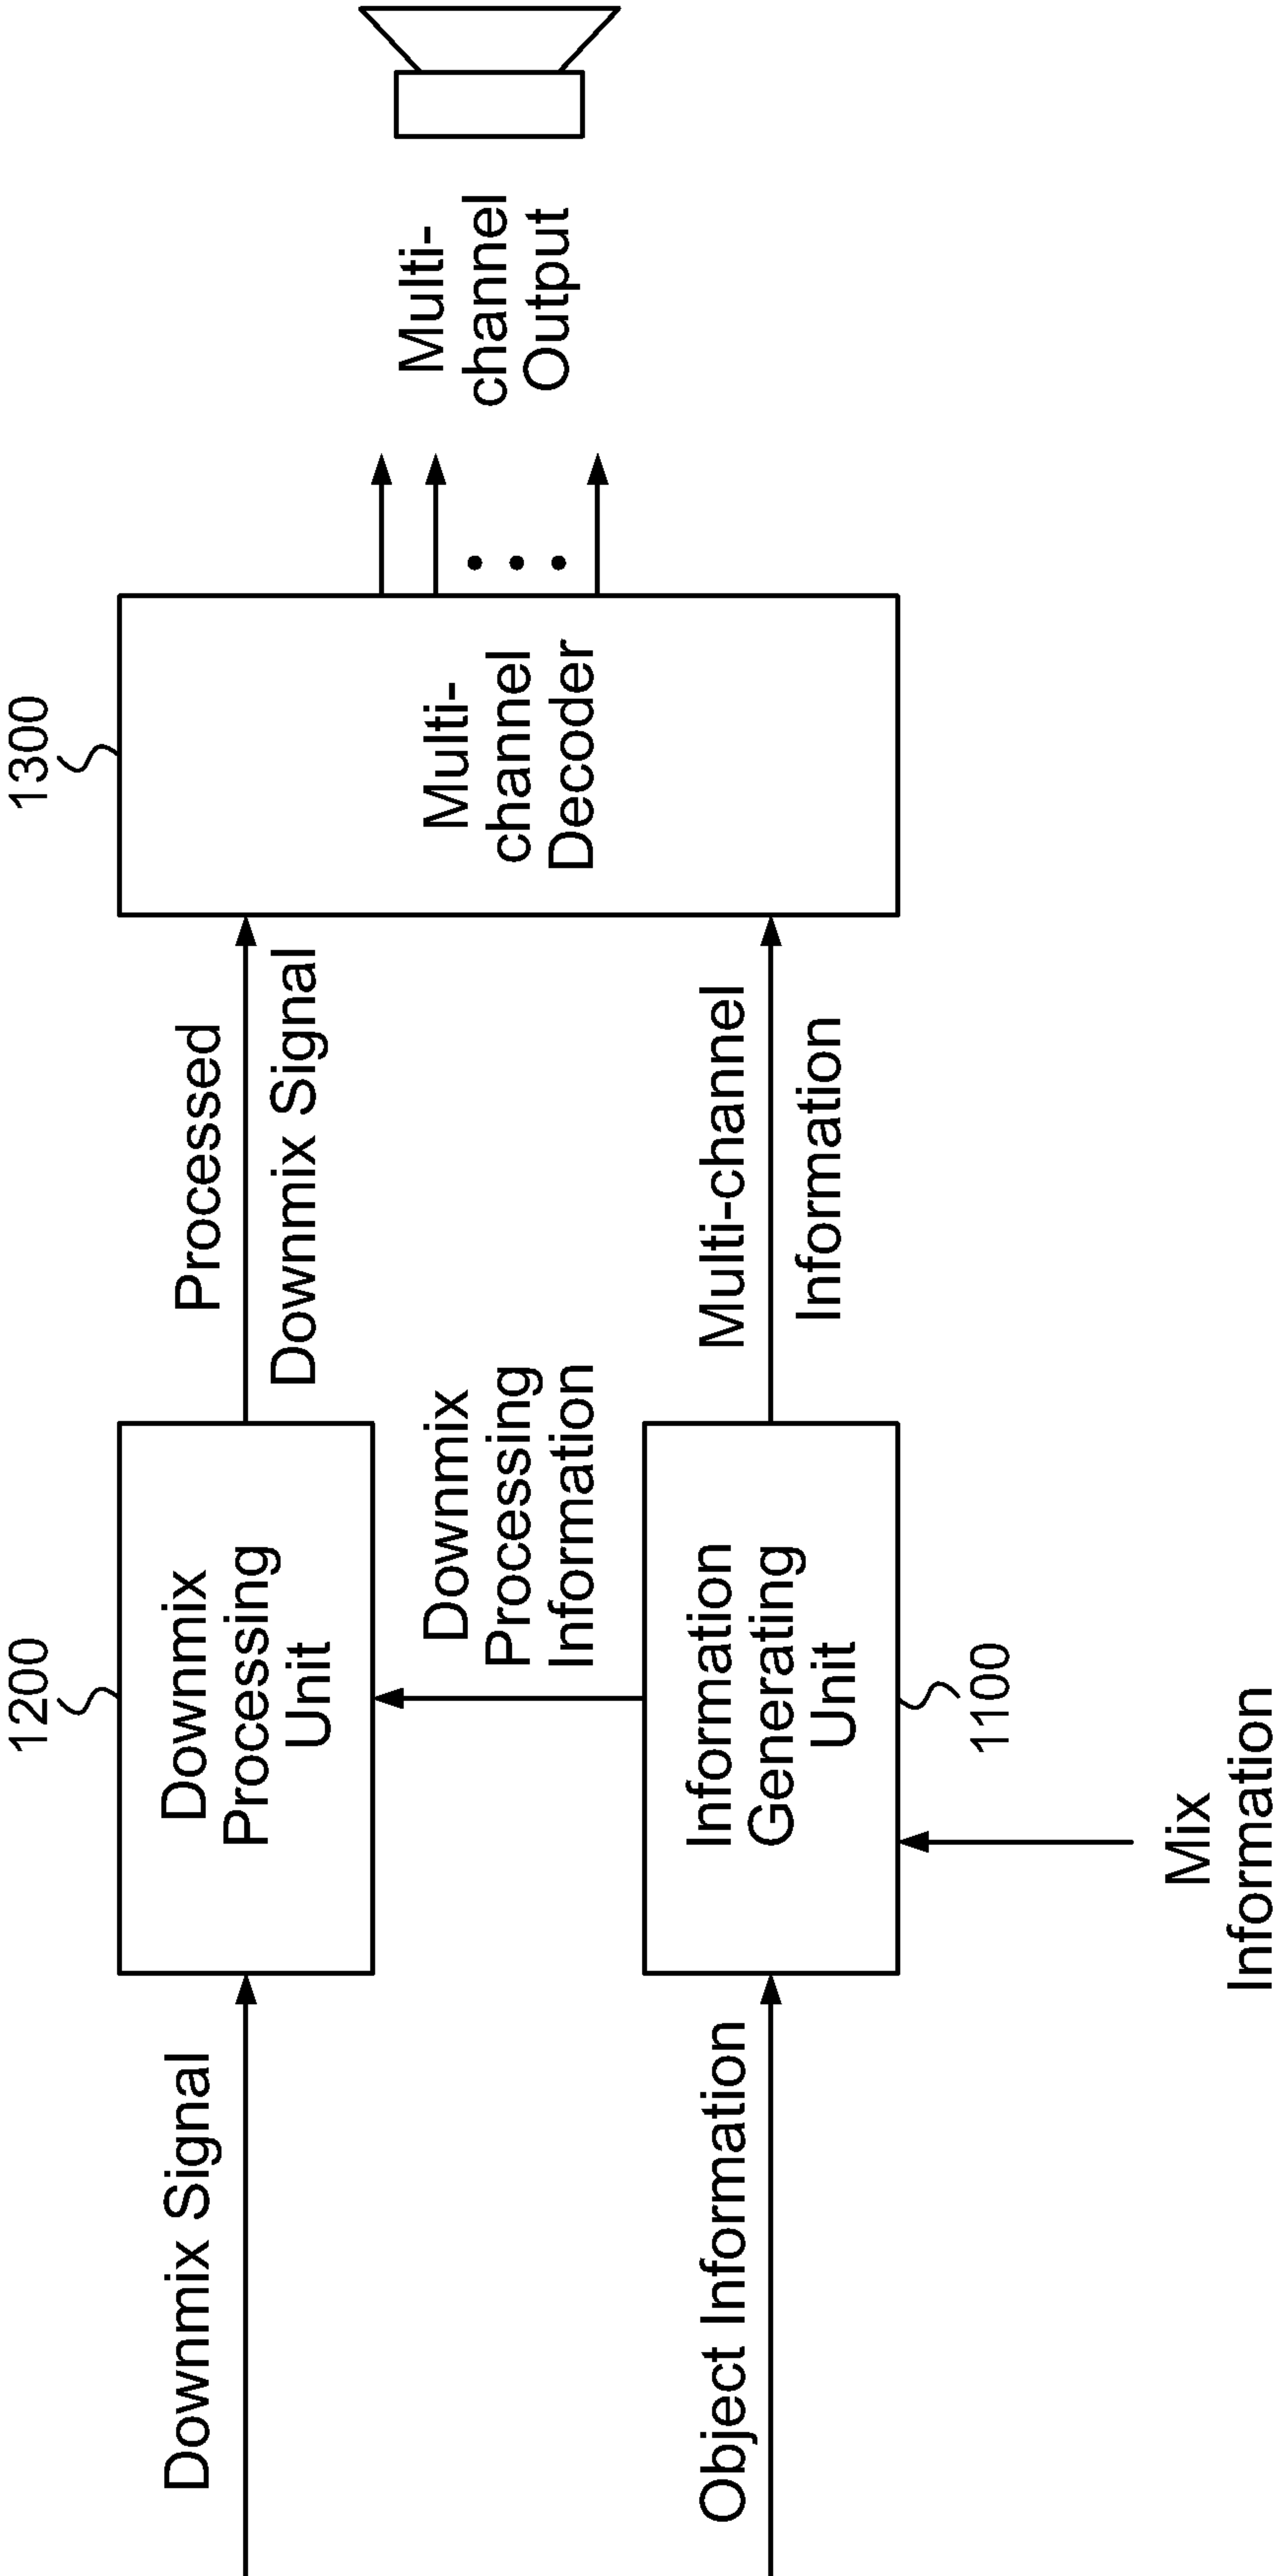 1200
1300
Downmix Signal
Downmix
Processing
Unit
Processed
Downmix Signal
Downmix
Processing
Information
Multi-
channel
Decoder
Multi-
channel
Output
Object Information
Information
Generating
Unit
Multi-channel
Information
1100
Mix
Information